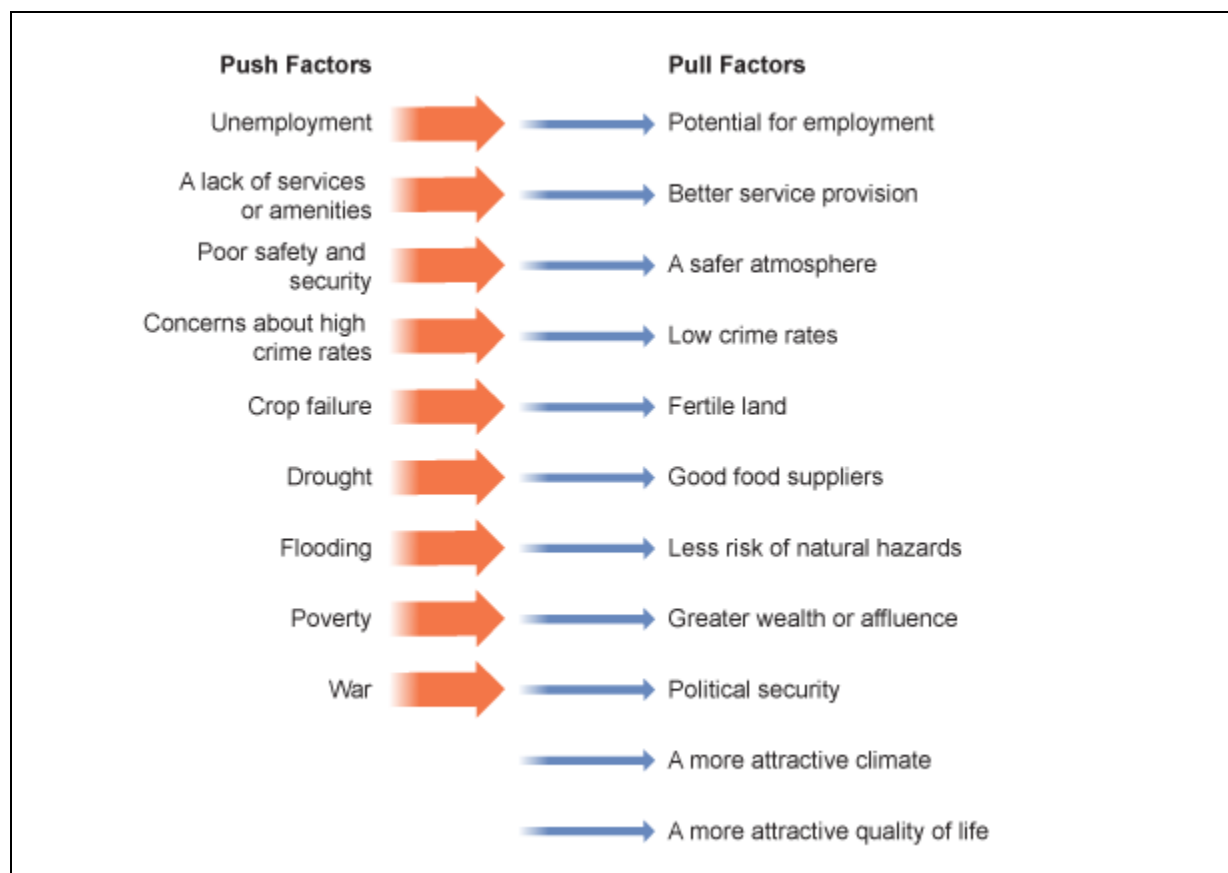 Push Factors Pull Factors
Unemployment Potential for employment
A lack of services
or amenities
Better service provision
Poor safety and
security
A safer atmosphere
Concerns about high
crime rates
Low crime rates
Crop failure Fertile land
Drought Good food suppliers
Flooding Less risk of natural hazards
Poverty Greater wealth or affluence
War Political security
A more attractive climate
A more attractive quality of life